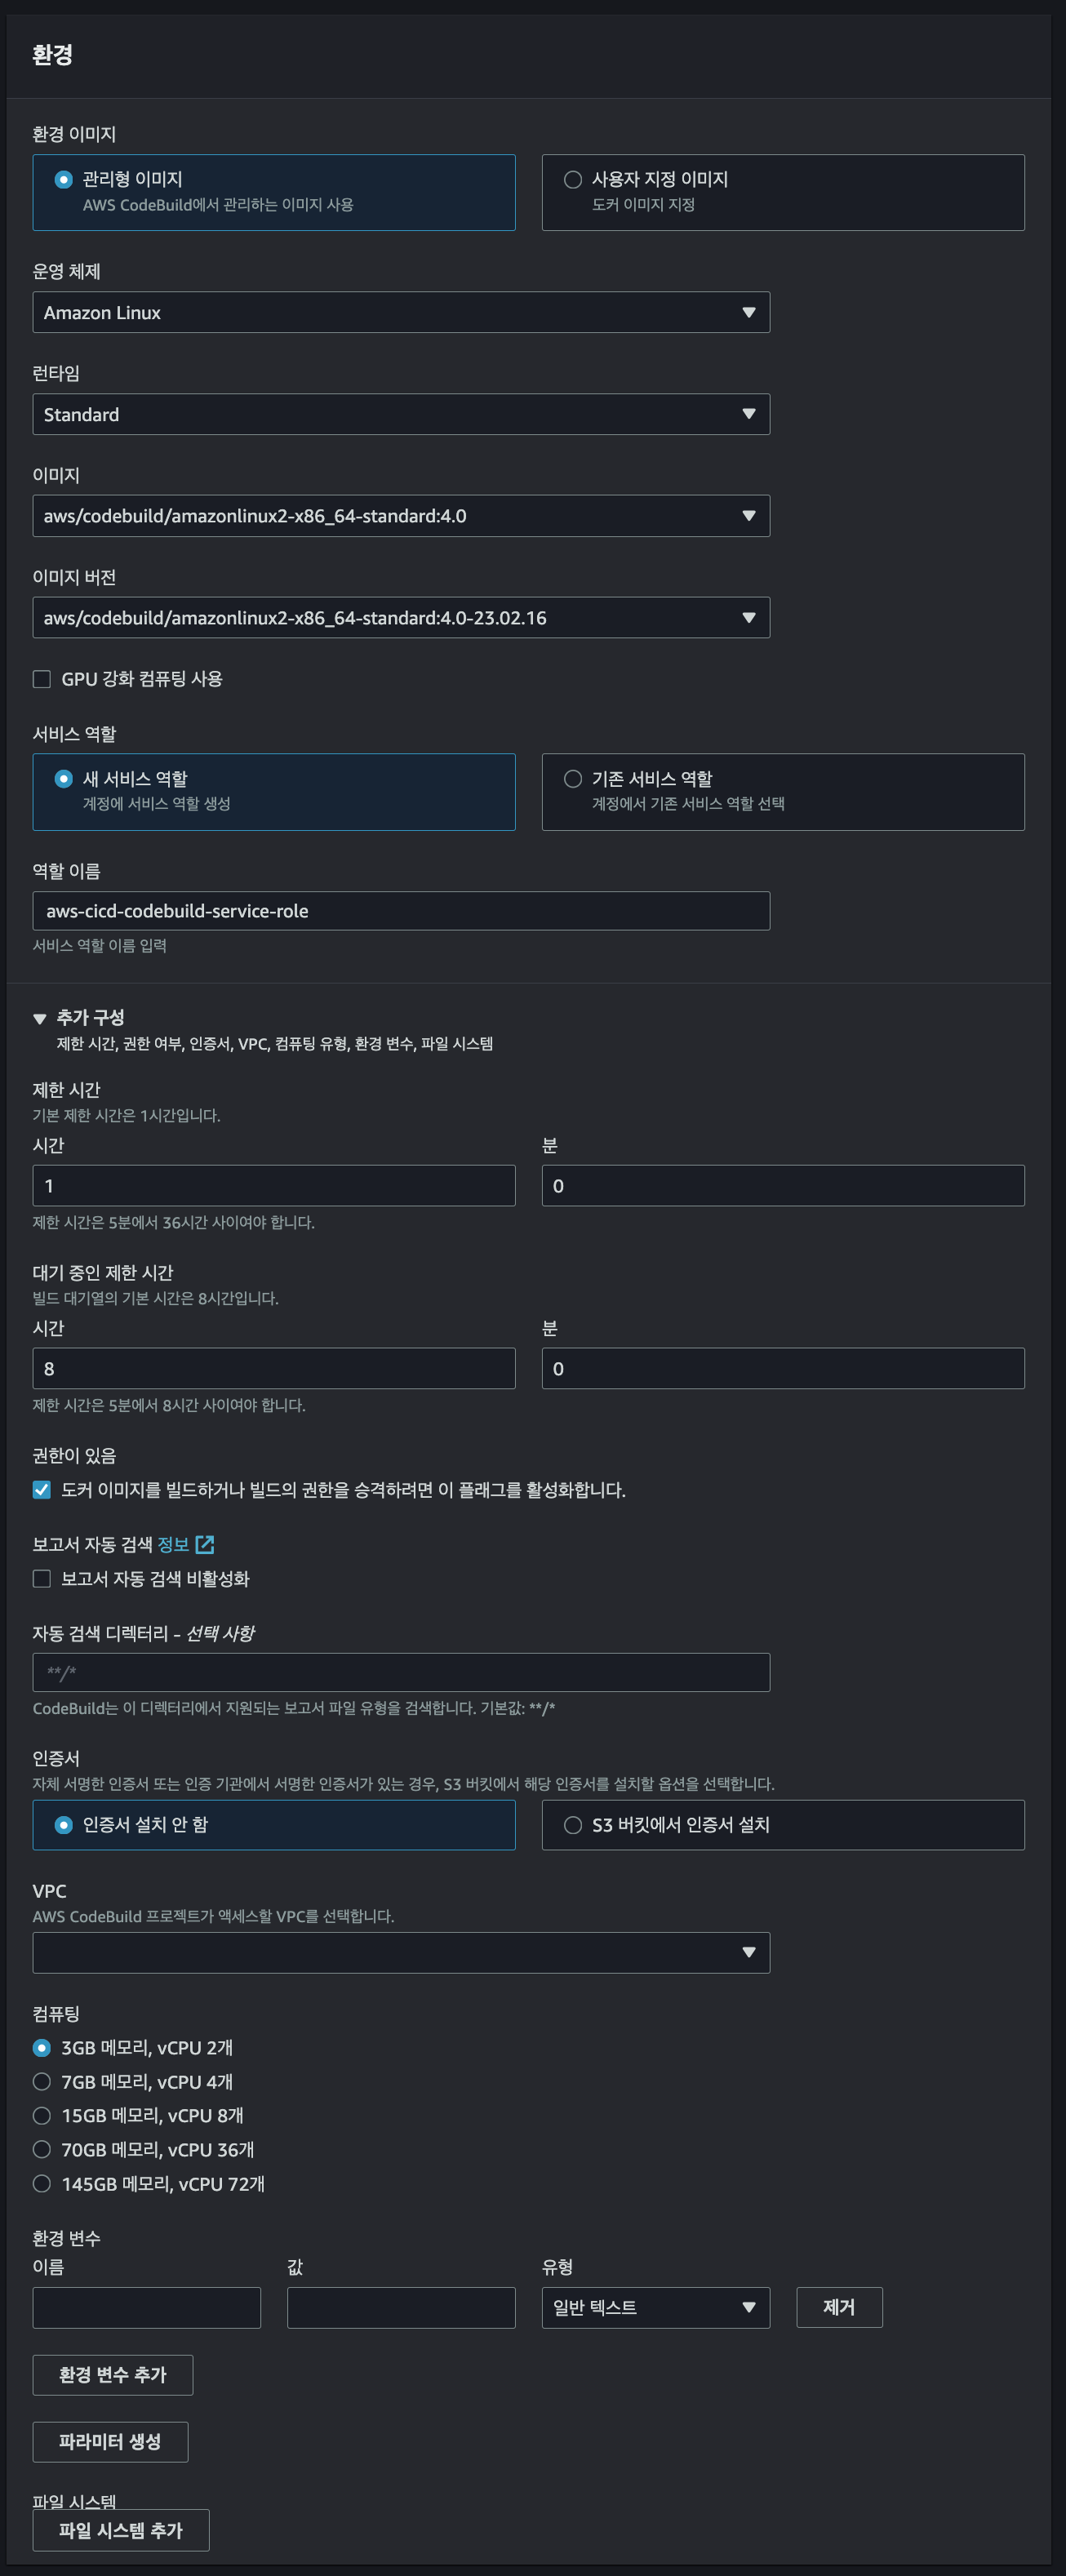 환경
환경 이미지
관리형 이미지
AWS CodeBuild에서 관리하는 이미지 사용
사용자 지정 이미지
도커 이미지 지정
운영 체제
Amazon Linux
런타임
Standard
이미지
aws/codebuild/amazonlinux2-x86_64-standard:4.0
이미지 버전
aws/codebuild/amazonlinux2-x86_64-standard:4.0-23.02.16
GPU 강화 컴퓨팅 사용
서비스 역할
새 서비스 역할
계정에 서비스 역할 생성
기존 서비스 역할
계정에서 기존 서비스 역할 선택
역할 이름
aws-cicd-codebuild-service-role
서비스 역할 이름 입력
추가 구성
제한 시간, 권한 여부, 인증서, VPC, 컴퓨팅 유형, 환경 변수, 파일 시스템
제한 시간
기본 제한 시간은 1시간입니다.
시간 분
1 0
제한 시간은 5분에서 36시간 사이여야 합니다.
대기 중인 제한 시간
빌드 대기열의 기본 시간은 8시간입니다.
시간 분
8 0
제한 시간은 5분에서 8시간 사이여야 합니다.
권한이 있음
도커 이미지를 빌드하거나 빌드의 권한을 승격하려면 이 플래그를 활성화합니다.
보고서 자동 검색 정보
보고서 자동 검색 비활성화
자동 검색 디렉터리 - 선택 사항
**/*
CodeBuild는 이 디렉터리에서 지원되는 보고서 파일 유형을 검색합니다. 기본값: **/*
인증서
자체 서명한 인증서 또는 인증 기관에서 서명한 인증서가 있는 경우, S3 버킷에서 해당 인증서를 설치할 옵션을 선택합니다.
인증서 설치 안 함
S3 버킷에서 인증서 설치
VPC
AWS CodeBuild 프로젝트가 액세스할 VPC를 선택합니다.
컴퓨팅
3GB 메모리, vCPU 2개
7GB 메모리, vCPU 4개
15GB 메모리, vCPU 8개
70GB 메모리, vCPU 36개
145GB 메모리, vCPU 72개
환경 변수
이름 값 유형
일반 텍스트 제거
환경 변수 추가
파라미터 생성
파일 시스템
파일 시스템 추가